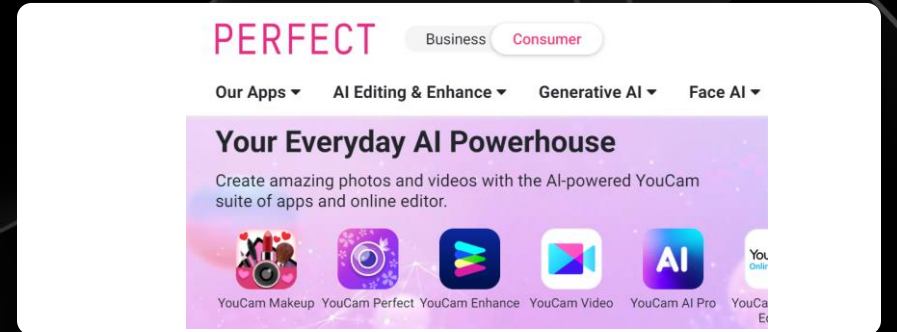 PERFECT
Business
Consumer
Our Apps
AI Editing & Enhance
Generative AI
Face AI
Your Everyday AI Powerhouse
Create amazing photos and videos with the AI-powered YouCam
suite of apps and online editor.
AI
YouCam Makeup
YouCam Perfect
YouCam Enhance
YouCam Video
YouCam AI Pro